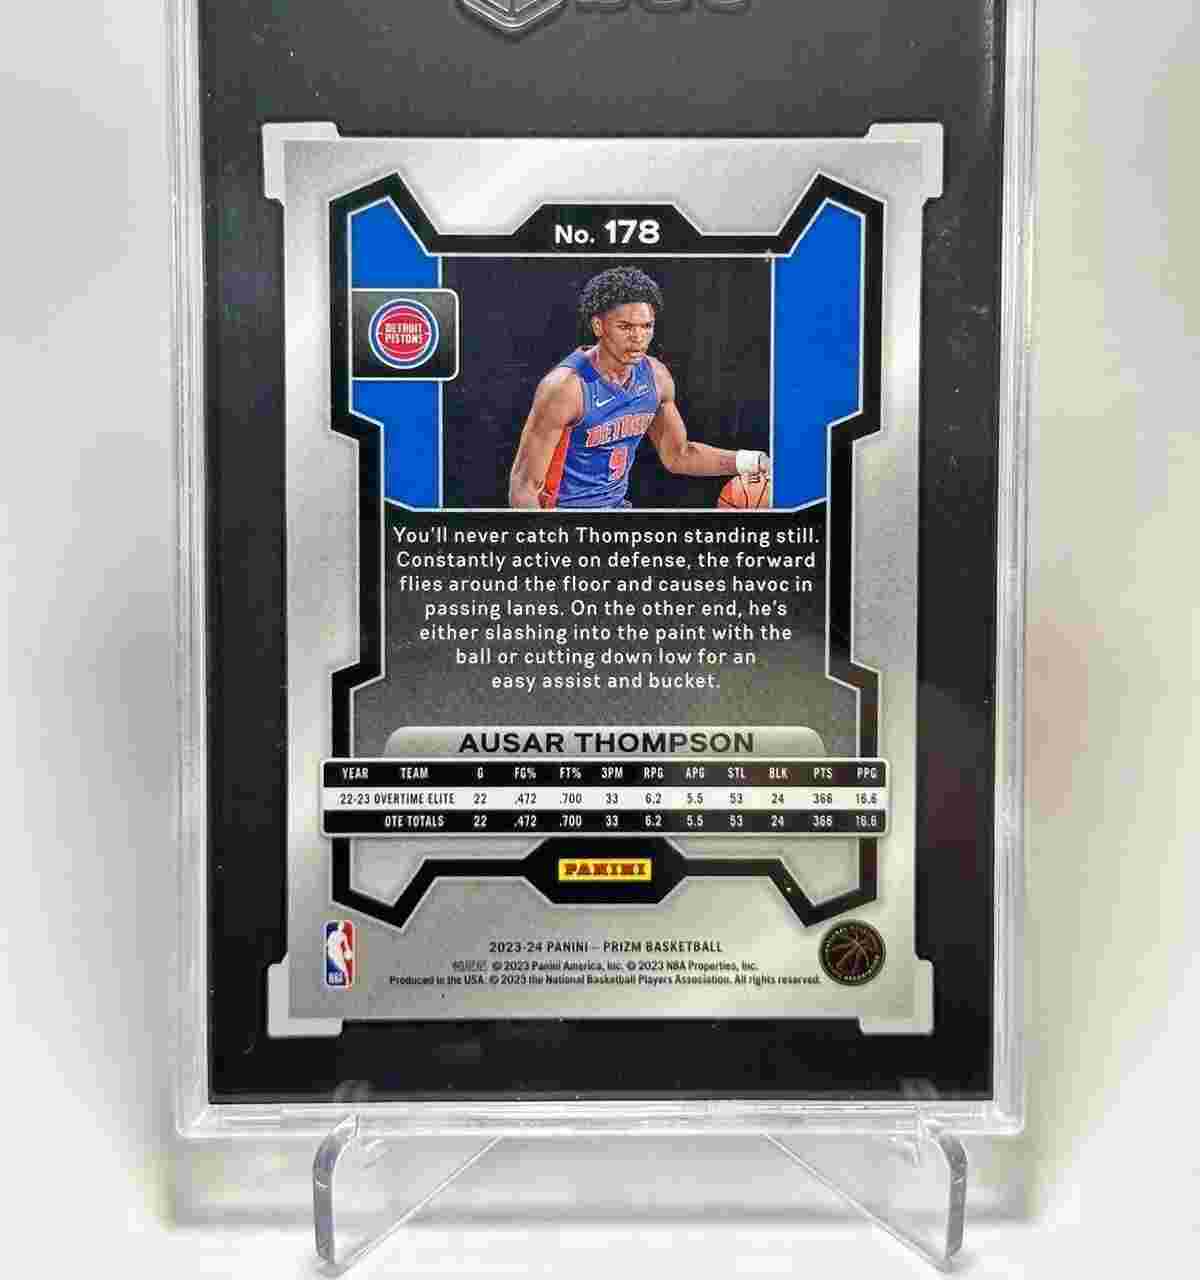 No. 178
DETROIT
PISTONS
DETROIT
9
You'll never catch Thompson standing still.
Constantly active on defense, the forward
flies around the floor and causes havoc in
passing lanes. On the other end, he's
either slashing into the paint with the
ball or cutting down low for an
easy assist and bucket.
AUSAR THOMPSON
YEAR TEAM G FG% FT% 3PM RPG APG STL BLK PTS PPG
22-23 OVERTIME ELITE 22 .472 .700 33 6.2 5.5 53 24 366 16.6
OTE TOTALS 22 .472 .700 33 6.2 5.5 53 24 366 16.6
PANINI
2023-24 PANINI – PRIZM BASKETBALL
© 2023 Panini America, Inc. © 2023 NBA Properties, Inc.
Produced in the USA. © 2023 the National Basketball Players Association. All rights reserved.
NBA